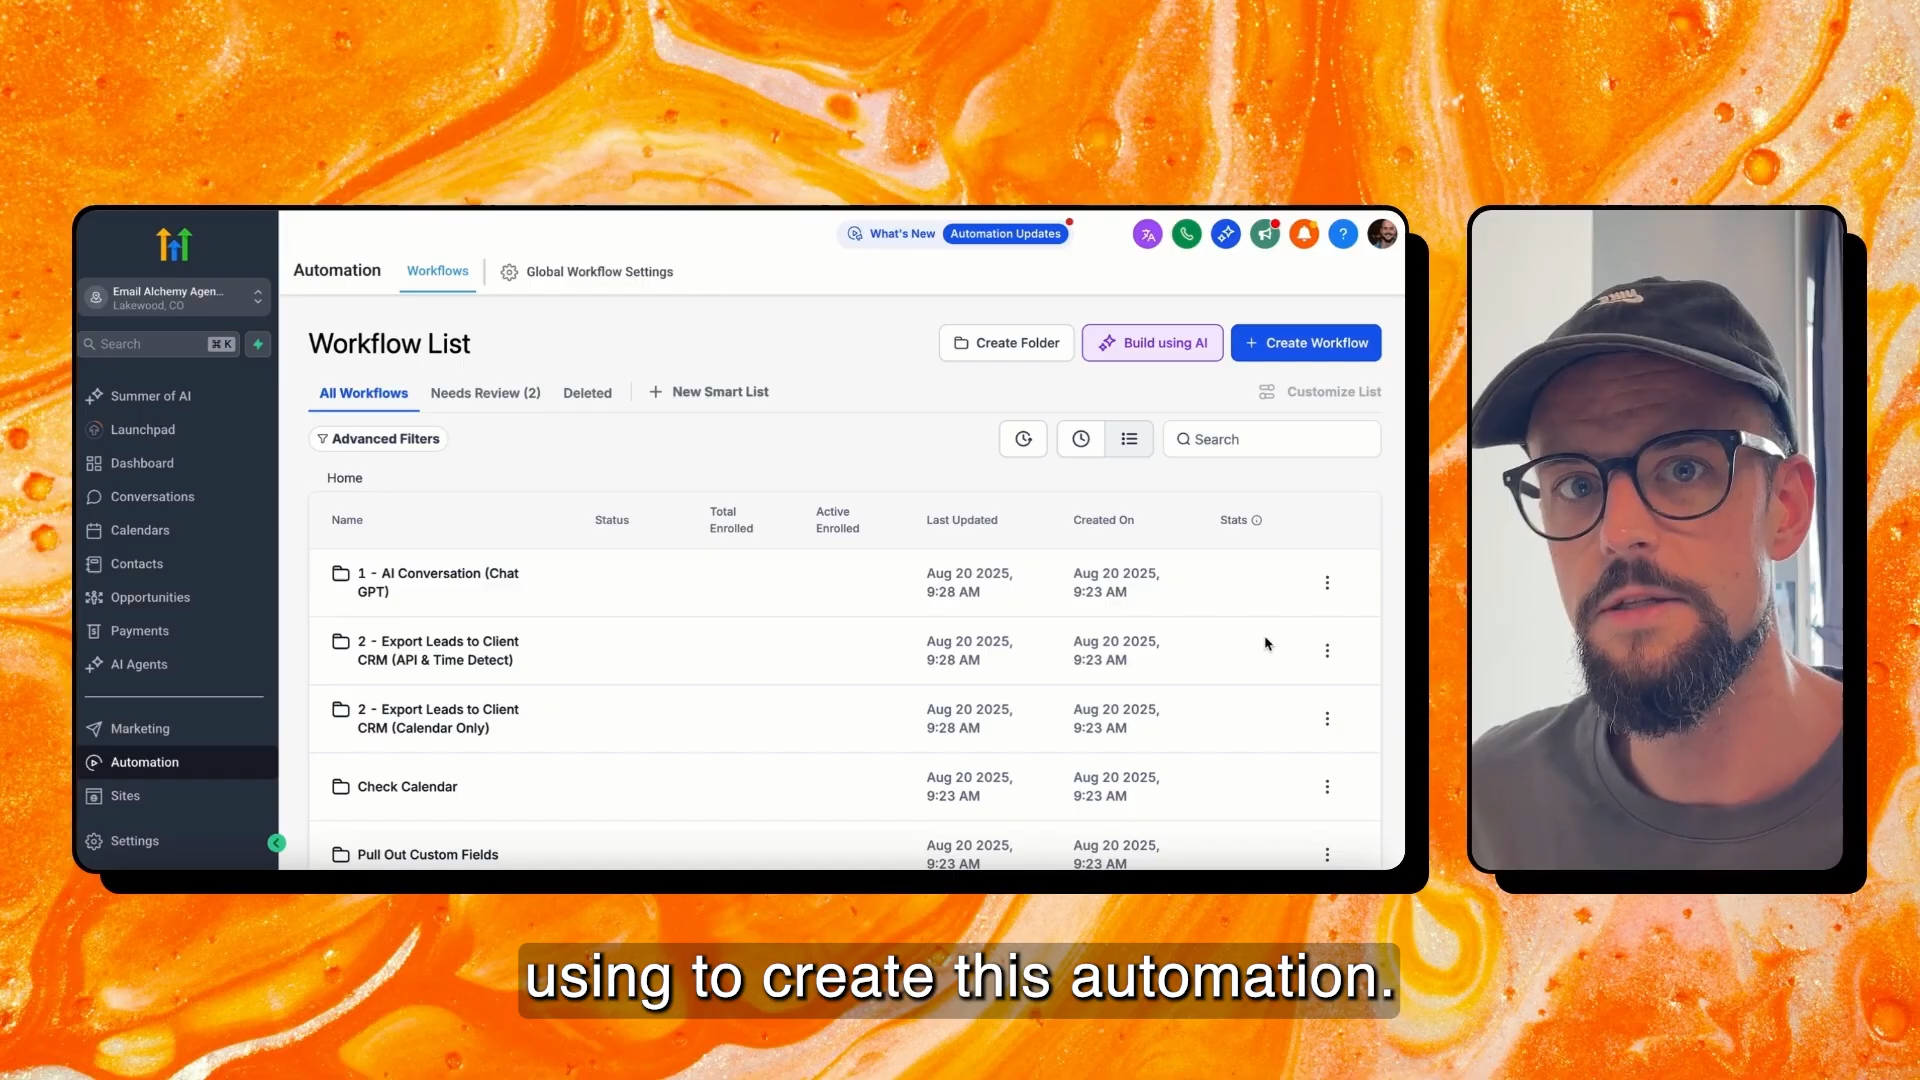 What's New
Automation Updates
Automation
Workflows
Global Workflow Settings
Email Alchemy Agen...
Lakewood, CO
Search
⌘ K
Summer of AI
Launchpad
Dashboard
Conversations
Calendars
Contacts
Opportunities
Payments
AI Agents
Marketing
Automation
Sites
Settings
Workflow List
Create Folder
Build using AI
+ Create Workflow
All Workflows
Needs Review (2)
Deleted
+ New Smart List
Customize List
Advanced Filters
Search
Home
Name
Status
Total
Enrolled
Active
Enrolled
Last Updated
Created On
Stats
1 - AI Conversation (Chat
GPT)
Aug 20 2025,
9:28 AM
Aug 20 2025,
9:23 AM
2 - Export Leads to Client
CRM (API & Time Detect)
Aug 20 2025,
9:28 AM
Aug 20 2025,
9:23 AM
2 - Export Leads to Client
CRM (Calendar Only)
Aug 20 2025,
9:28 AM
Aug 20 2025,
9:23 AM
Check Calendar
Aug 20 2025,
9:23 AM
Aug 20 2025,
9:23 AM
Pull Out Custom Fields
Aug 20 2025,
9:23 AM
Aug 20 2025,
9:23 AM
NIKE
using to create this automation.